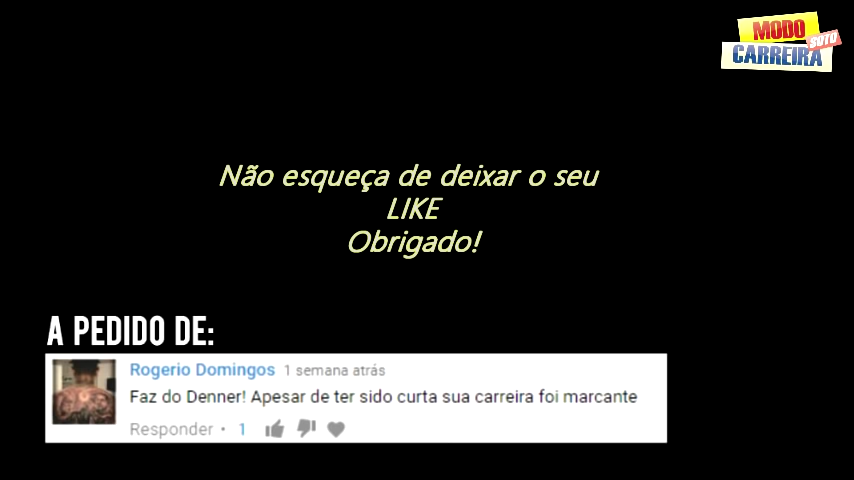 MODO
SOTO
CARREIRA
Não esqueça de deixar o seu
LIKE
Obrigado!
A PEDIDO DE:
Rogerio Domingos 1 semana atrás
Faz do Denner! Apesar de ter sido curta sua carreira foi marcante
Responder • 1